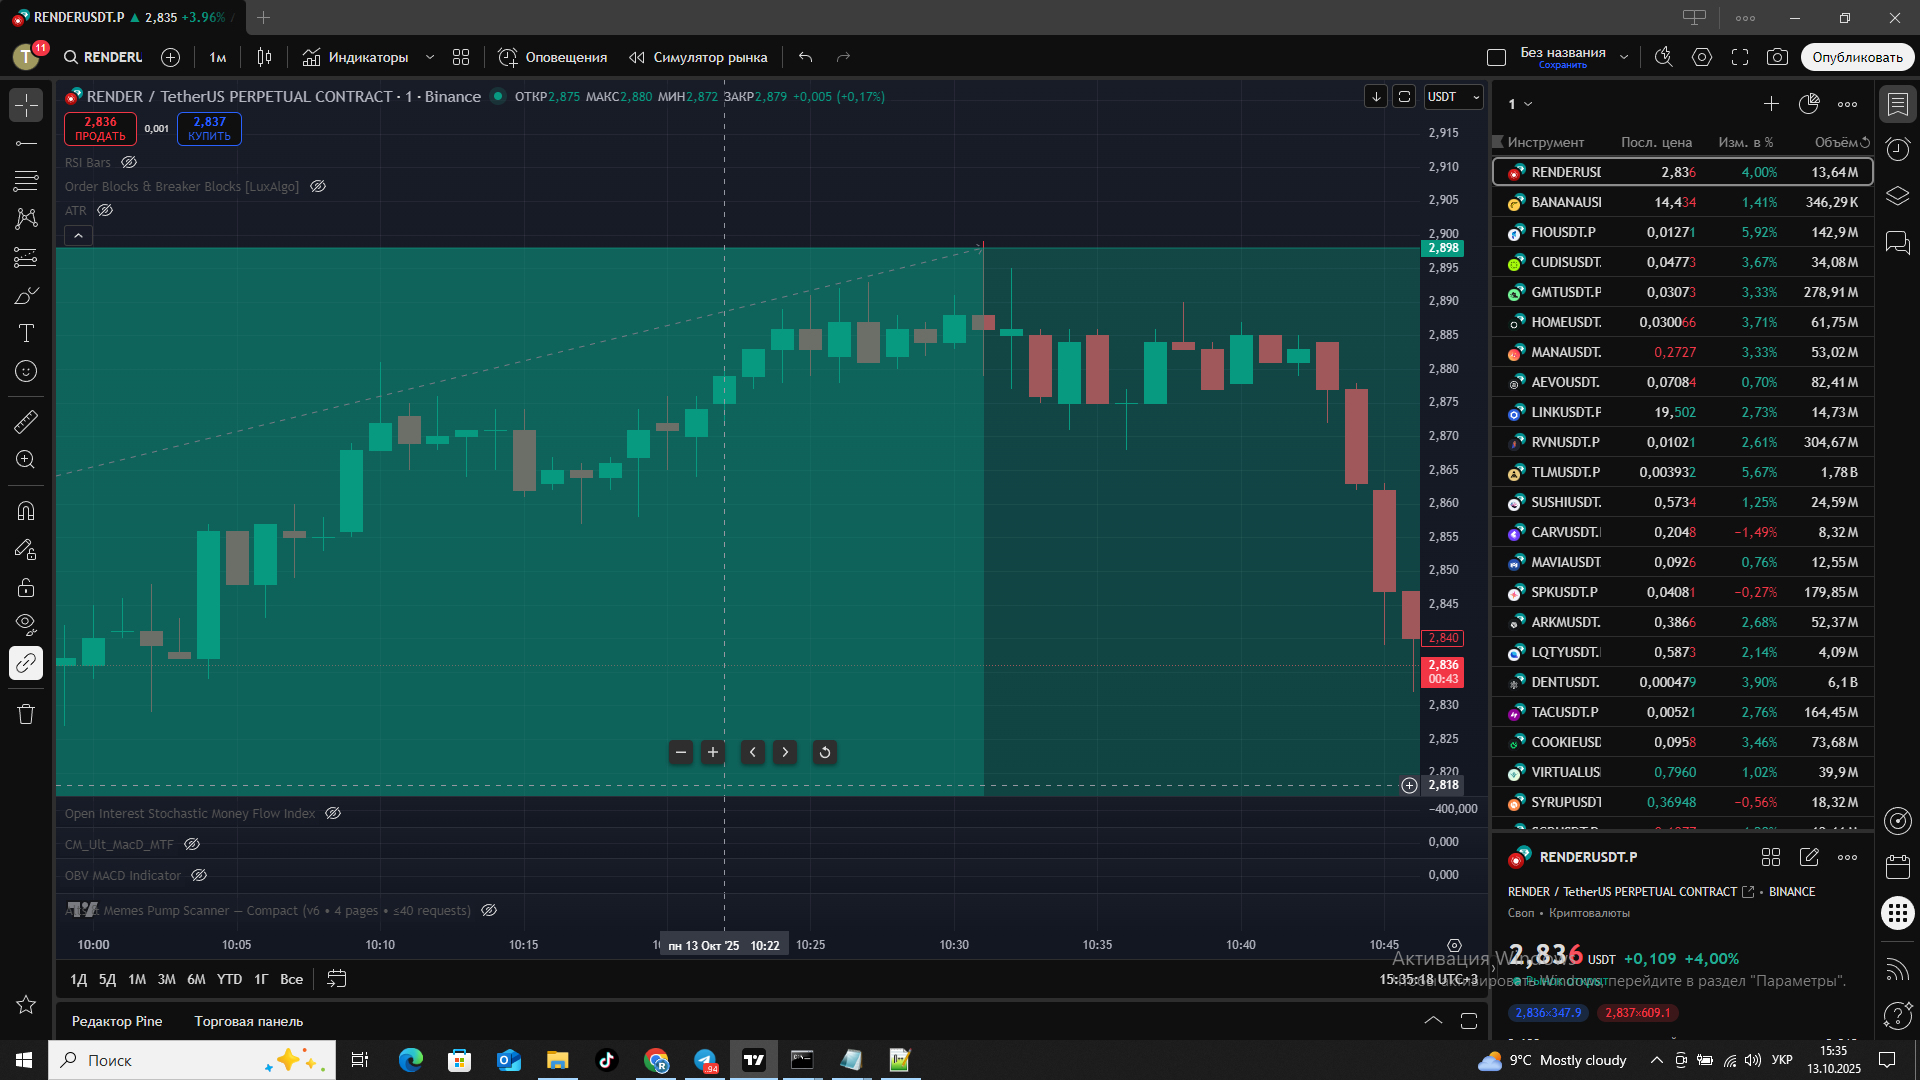 RENDERUSDT.P ▲ 2,835 +3.96% /
T 11 RENDERU 1м Индикаторы Оповещения Симулятор рынка Без названия Сохранить Опубликовать
RENDER / TetherUS PERPETUAL CONTRACT · 1 · Binance ОТКР2,875 МАКС2,880 МИН2,872 ЗАКР2,879 +0,005 (+0,17%) USDT
2,836 ПРОДАТЬ 0,001 2,837 КУПИТЬ
RSI Bars
Order Blocks & Breaker Blocks [LuxAlgo]
ATR
2,915
2,910
2,905
2,900
2,898
2,895
2,890
2,885
2,880
2,875
2,870
2,865
2,860
2,855
2,850
2,845
2,840
2,836
00:43
2,830
2,825
2,820
2,818
Open Interest Stochastic Money Flow Index −400,000
CM_Ult_MacD_MTF 0,000
OBV MACD Indicator 0,000
Memes Pump Scanner — Compact (v6 • 4 pages • ≤40 requests)
10:00 10:05 10:10 10:15 пн 13 Окт '25 10:22 10:25 10:30 10:35 10:40 10:45
1Д 5Д 1М 3М 6М YTD 1Г Все 15:35:18 UTC+3
Редактор Pine Торговая панель
1
Инструмент Посл. цена Изм. в % Объём
RENDERUSD 2,836 4,00% 13,64 M
BANANAUSI 14,434 1,41% 346,29 K
FIOUSDT.P 0,01271 5,92% 142,9 M
CUDISUSDT. 0,04773 3,67% 34,08 M
GMTUSDT.P 0,03073 3,33% 278,91 M
HOMEUSDT. 0,030066 3,71% 61,75 M
MANAUSDT. 0,2727 3,33% 53,02 M
AEVOUSDT. 0,07084 0,70% 82,41 M
LINKUSDT.P 19,502 2,73% 14,73 M
RVNUSDT.P 0,01021 2,61% 304,67 M
TLMUSDT.P 0,003932 5,67% 1,78 B
SUSHIUSDT. 0,5734 1,25% 24,59 M
CARVUSDT. 0,2048 −1,49% 8,32 M
MAVIAUSDT 0,0926 0,76% 12,55 M
SPKUSDT.P 0,04081 −0,27% 179,85 M
ARKMUSDT. 0,3866 2,68% 52,37 M
LQTYUSDT. 0,5873 2,14% 4,09 M
DENTUSDT. 0,000479 3,90% 6,1 B
TACUSDT.P 0,00521 2,76% 164,45 M
COOKIEUSD 0,0958 3,46% 73,68 M
VIRTUALUS 0,7960 1,02% 39,9 M
SYRUPUSDT 0,36948 −0,56% 18,32 M
RENDERUSDT.P
RENDER / TetherUS PERPETUAL CONTRACT • BINANCE
Своп • Криптовалюты
2,836 USDT +0,109 +4,00%
Активация Windows
Чтобы активировать Windows, перейдите в раздел "Параметры".
2,836×347.9 2,837×609.1
Поиск 94 9°C Mostly cloudy УКР 15:35
13.10.2025